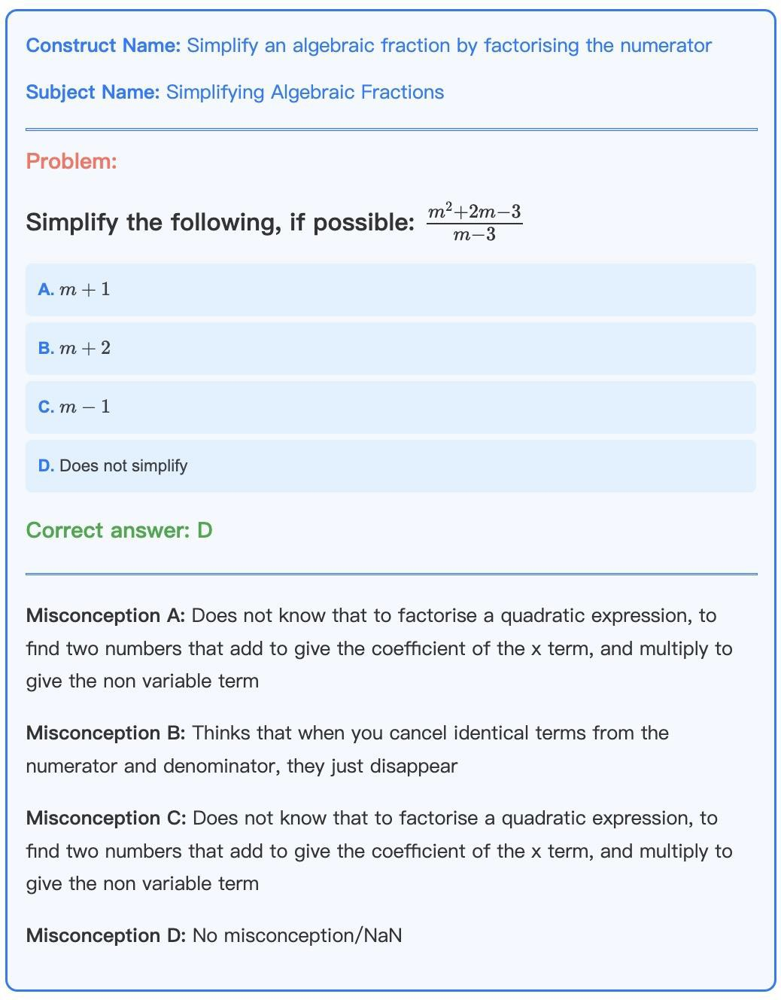 Construct Name: Simplify an algebraic fraction by factorising the numerator
Subject Name: Simplifying Algebraic Fractions
Problem:
Simplify the following, if possible: \frac{m^2+2m-3}{m-3}
A. m + 1
B. m + 2
C. m − 1
D. Does not simplify
Correct answer: D
Misconception A: Does not know that to factorise a quadratic expression, to
find two numbers that add to give the coefficient of the x term, and multiply to
give the non variable term
Misconception B: Thinks that when you cancel identical terms from the
numerator and denominator, they just disappear
Misconception C: Does not know that to factorise a quadratic expression, to
find two numbers that add to give the coefficient of the x term, and multiply to
give the non variable term
Misconception D: No misconception/NaN